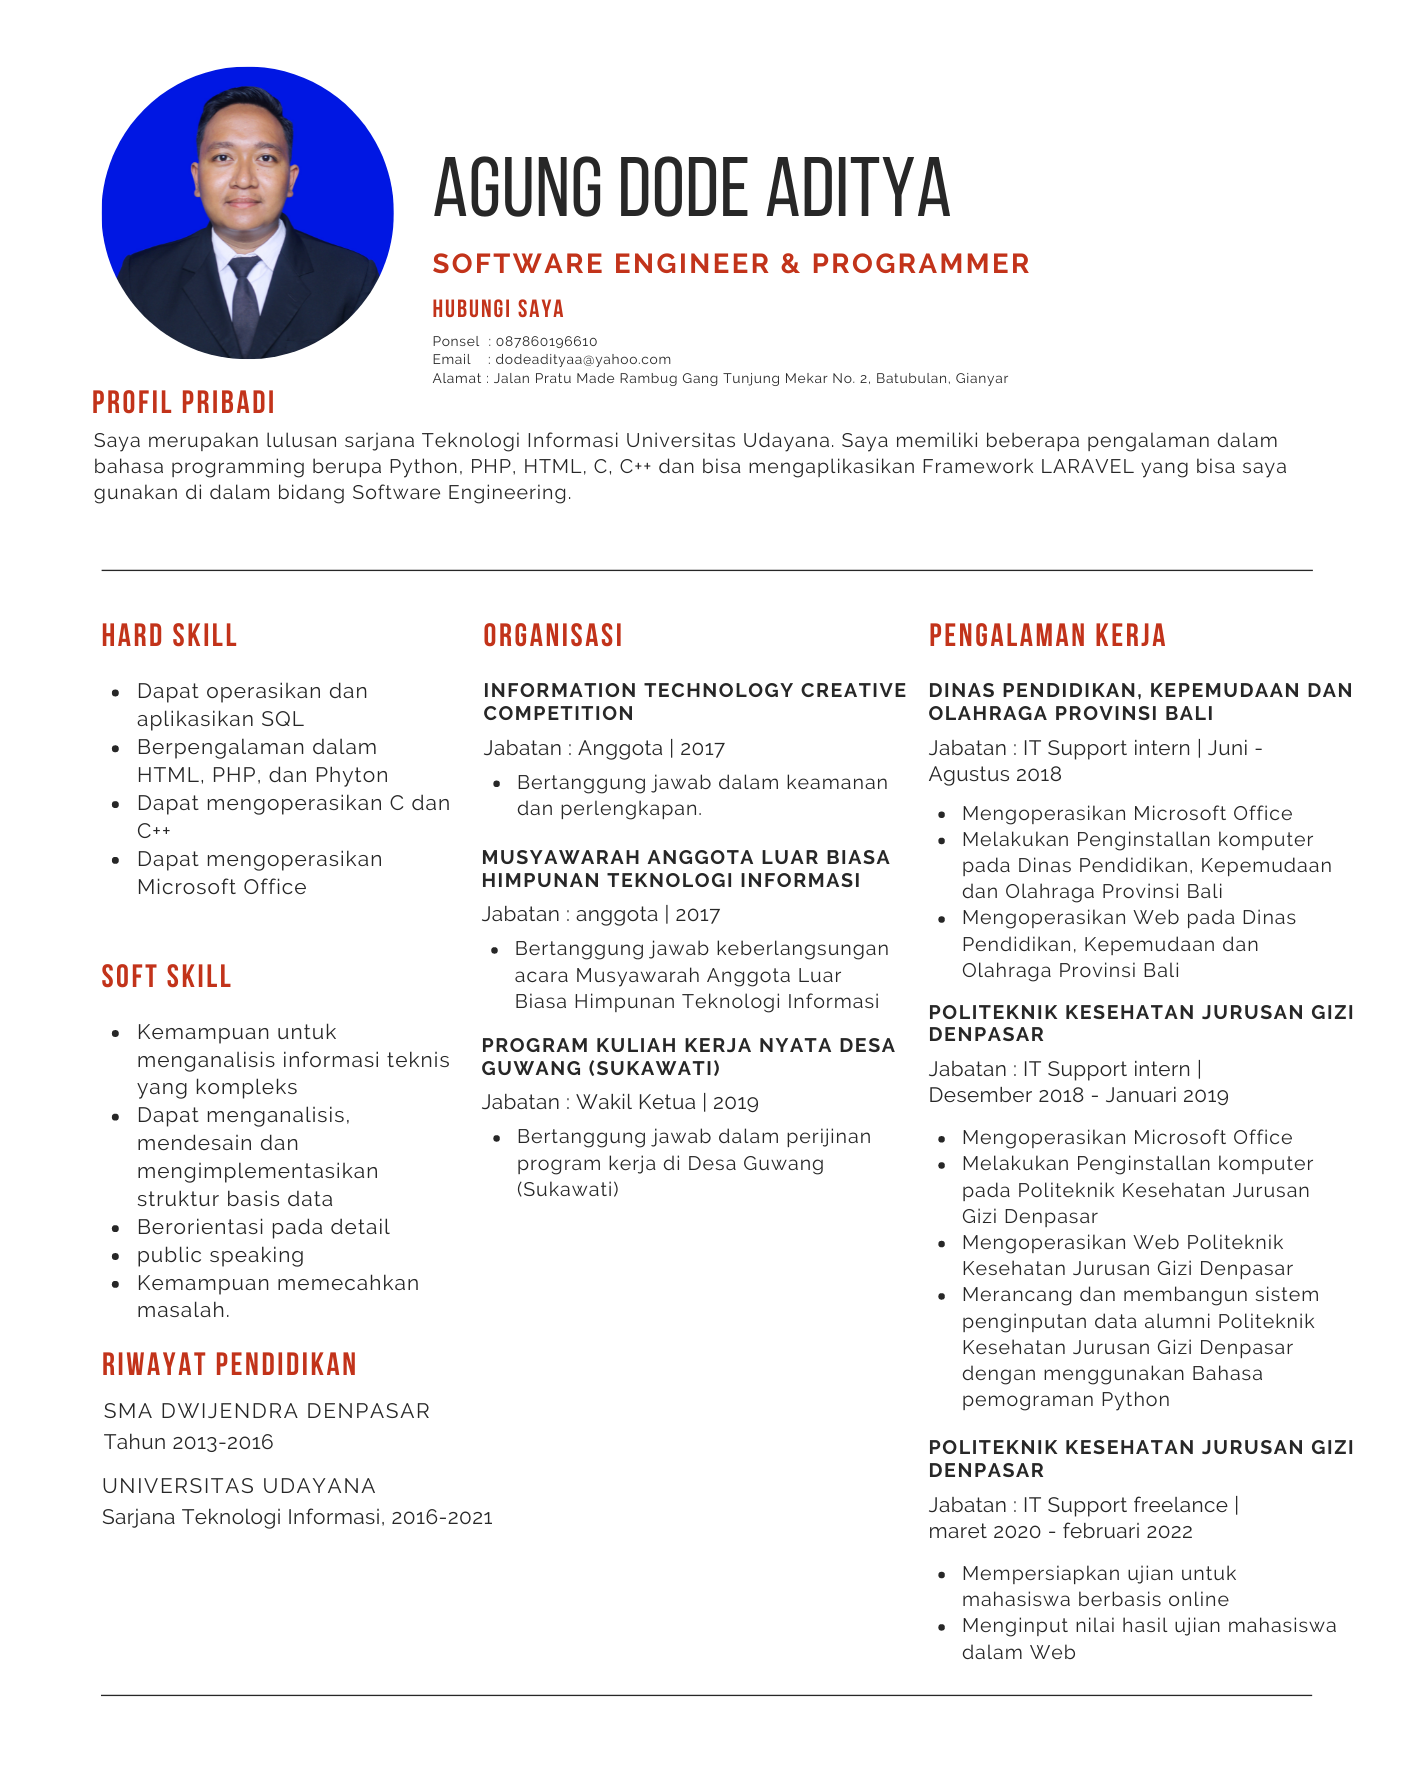 AGUNG DODE ADITYA
SOFTWARE ENGINEER & PROGRAMMER
HUBUNGI SAYA
Ponsel : 087860196610
Email : dodeadityaa@yahoo.com
Alamat : Jalan Pratu Made Rambug Gang Tunjung Mekar No. 2, Batubulan, Gianyar
PROFIL PRIBADI
Saya merupakan lulusan sarjana Teknologi Informasi Universitas Udayana. Saya memiliki beberapa pengalaman dalam
bahasa programming berupa Python, PHP, HTML, C, C++ dan bisa mengaplikasikan Framework LARAVEL yang bisa saya
gunakan di dalam bidang Software Engineering.
HARD SKILL
• Dapat operasikan dan
aplikasikan SQL
• Berpengalaman dalam
HTML, PHP, dan Phyton
• Dapat mengoperasikan C dan
C++
• Dapat mengoperasikan
Microsoft Office
SOFT SKILL
• Kemampuan untuk
menganalisis informasi teknis
yang kompleks
• Dapat menganalisis,
mendesain dan
mengimplementasikan
struktur basis data
• Berorientasi pada detail
• public speaking
• Kemampuan memecahkan
masalah.
RIWAYAT PENDIDIKAN
SMA DWIJENDRA DENPASAR
Tahun 2013-2016
UNIVERSITAS UDAYANA
Sarjana Teknologi Informasi, 2016-2021
ORGANISASI
INFORMATION TECHNOLOGY CREATIVE
COMPETITION
Jabatan : Anggota | 2017
• Bertanggung jawab dalam keamanan
dan perlengkapan.
MUSYAWARAH ANGGOTA LUAR BIASA
HIMPUNAN TEKNOLOGI INFORMASI
Jabatan : anggota | 2017
• Bertanggung jawab keberlangsungan
acara Musyawarah Anggota Luar
Biasa Himpunan Teknologi Informasi
PROGRAM KULIAH KERJA NYATA DESA
GUWANG (SUKAWATI)
Jabatan : Wakil Ketua | 2019
• Bertanggung jawab dalam perijinan
program kerja di Desa Guwang
(Sukawati)
PENGALAMAN KERJA
DINAS PENDIDIKAN, KEPEMUDAAN DAN
OLAHRAGA PROVINSI BALI
Jabatan : IT Support intern | Juni -
Agustus 2018
• Mengoperasikan Microsoft Office
• Melakukan Penginstallan komputer
pada Dinas Pendidikan, Kepemudaan
dan Olahraga Provinsi Bali
• Mengoperasikan Web pada Dinas
Pendidikan, Kepemudaan dan
Olahraga Provinsi Bali
POLITEKNIK KESEHATAN JURUSAN GIZI
DENPASAR
Jabatan : IT Support intern |
Desember 2018 - Januari 2019
• Mengoperasikan Microsoft Office
• Melakukan Penginstallan komputer
pada Politeknik Kesehatan Jurusan
Gizi Denpasar
• Mengoperasikan Web Politeknik
Kesehatan Jurusan Gizi Denpasar
• Merancang dan membangun sistem
penginputan data alumni Politeknik
Kesehatan Jurusan Gizi Denpasar
dengan menggunakan Bahasa
pemograman Python
POLITEKNIK KESEHATAN JURUSAN GIZI
DENPASAR
Jabatan : IT Support freelance |
maret 2020 - februari 2022
• Mempersiapkan ujian untuk
mahasiswa berbasis online
• Menginput nilai hasil ujian mahasiswa
dalam Web